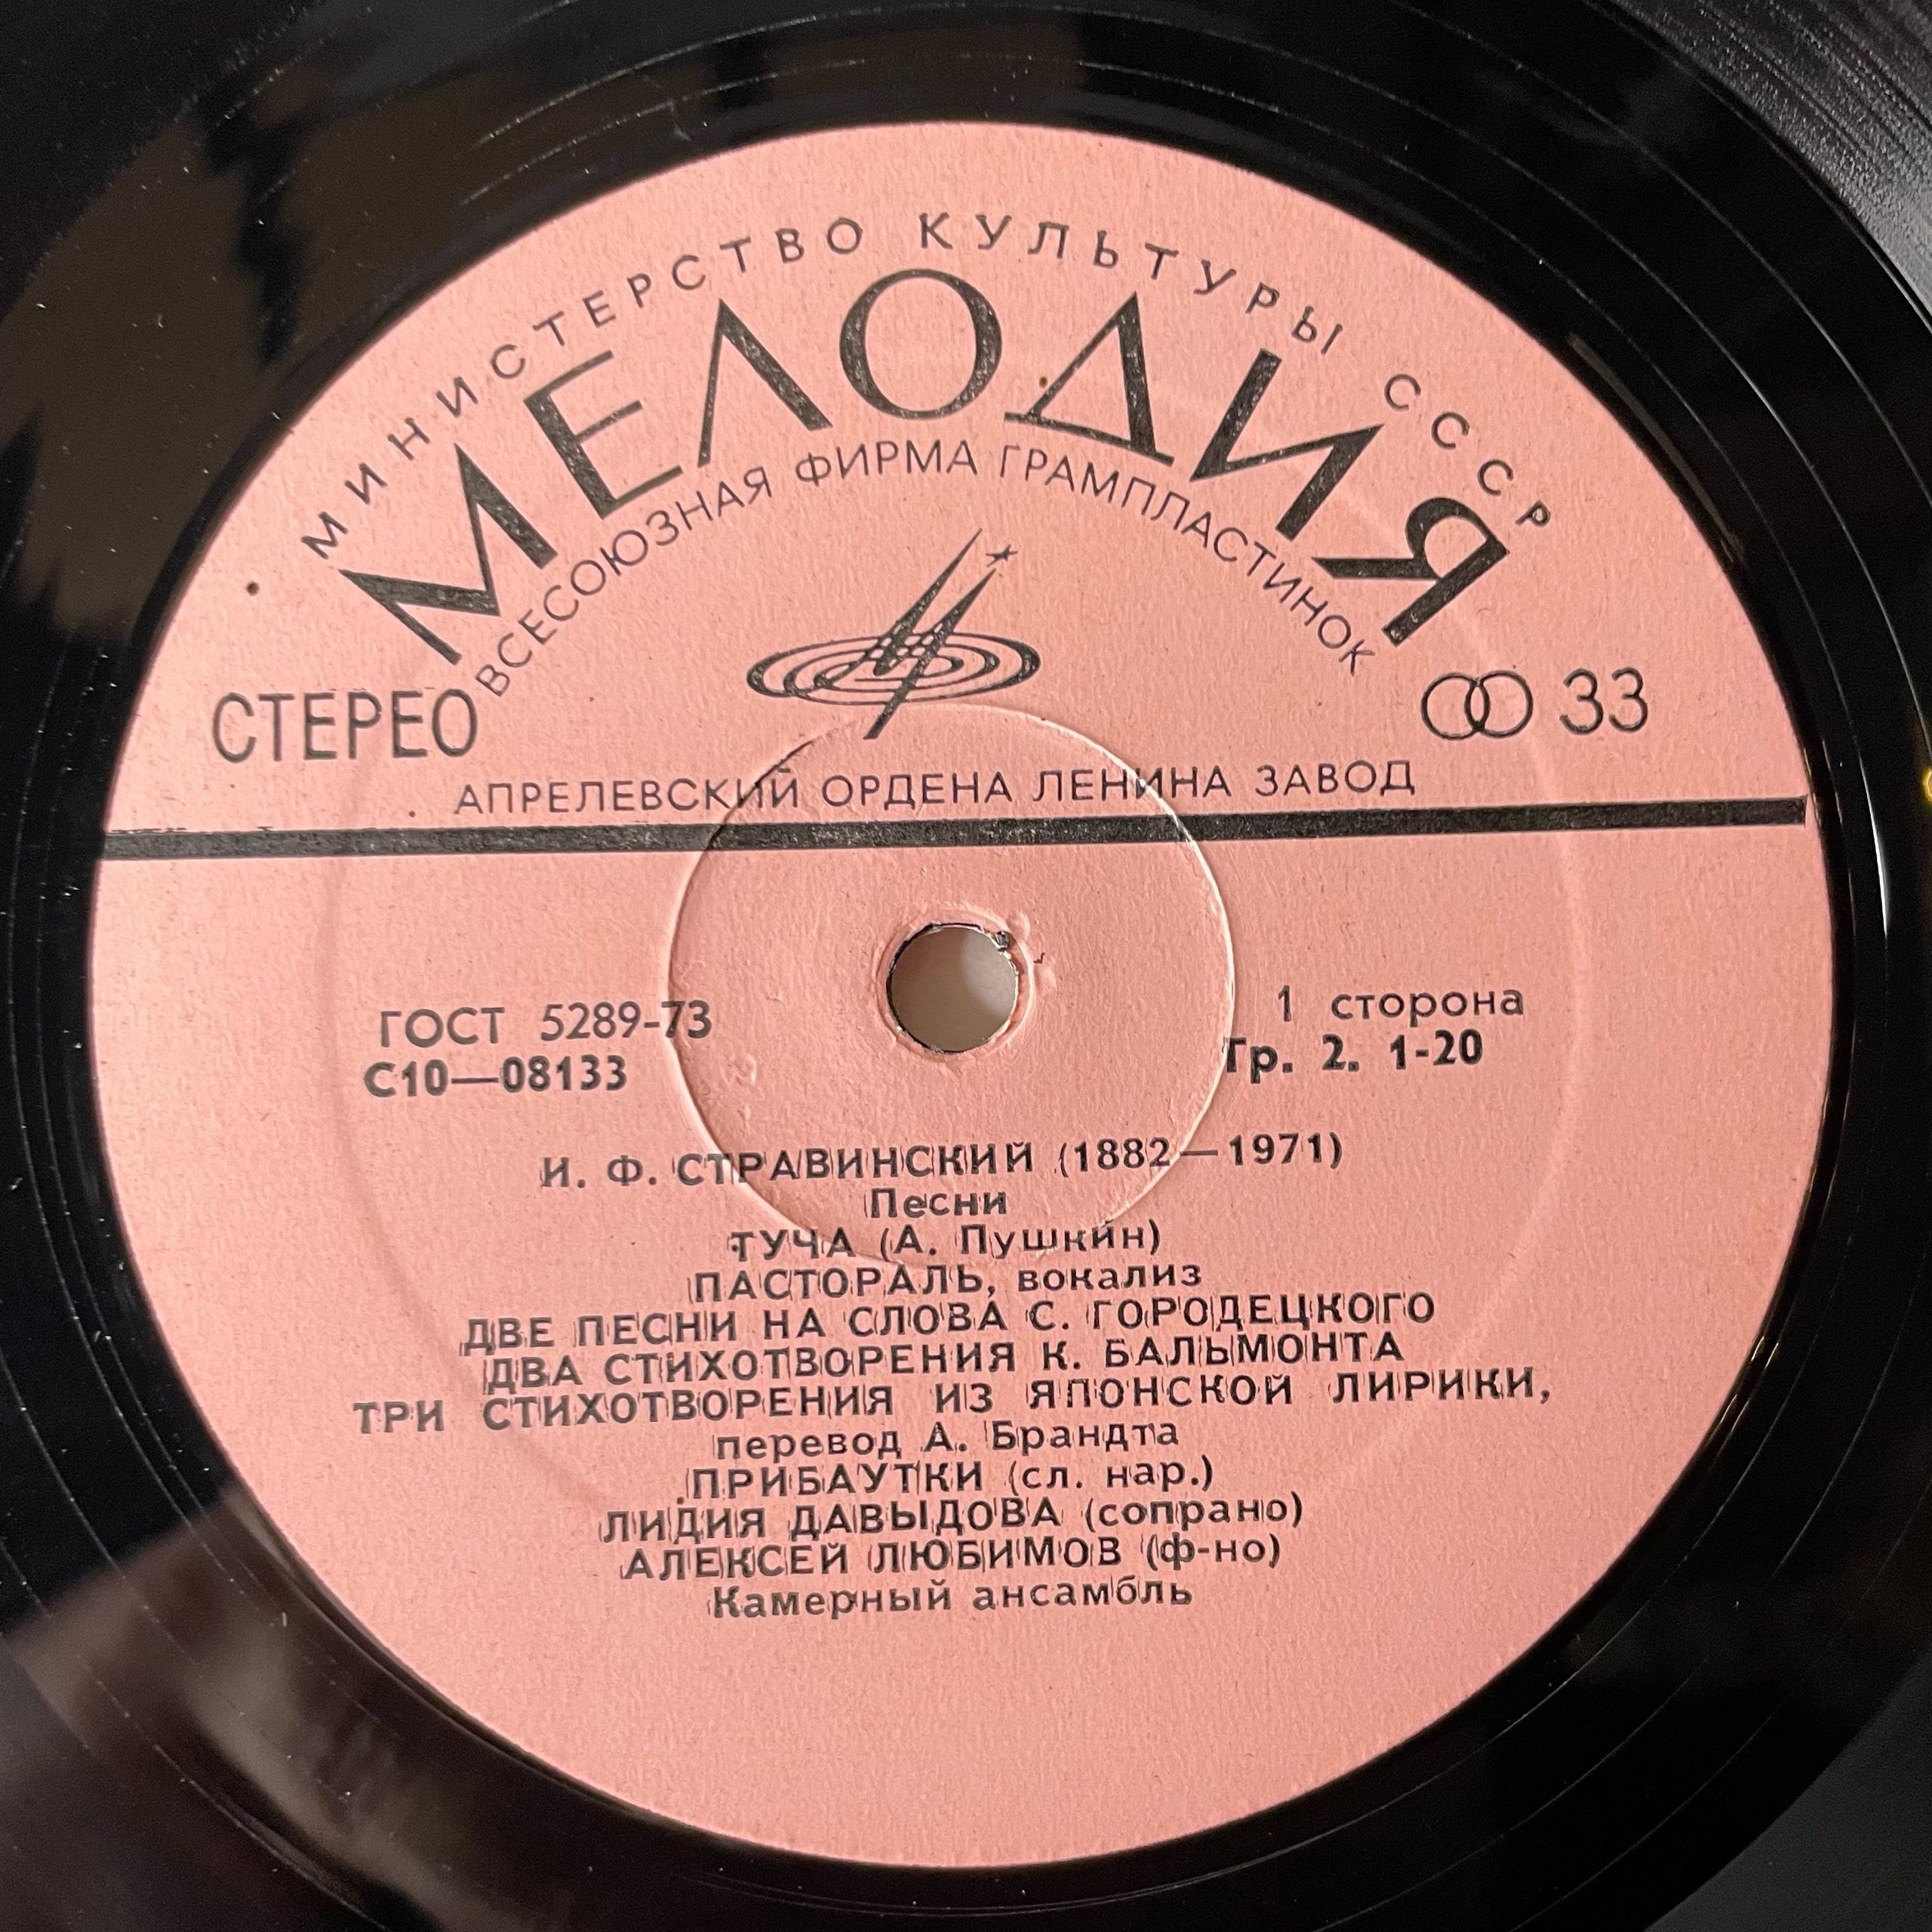 МИНИСТЕРСТВО КУЛЬТУРЫ СССР
МЕЛОДИЯ
ВСЕСОЮЗНАЯ ФИРМА ГРАМПЛАСТИНОК
СТЕРЕО
33
АПРЕЛЕВСКИЙ ОРДЕНА ЛЕНИНА ЗАВОД
ГОСТ 5289-73
1 сторона
С10—08133
Гр. 2. 1-20
И. Ф. СТРАВИНСКИЙ (1882—1971)
Песни
ТУЧА (А. Пушкин)
ПАСТОРАЛЬ, вокализ
ДВЕ ПЕСНИ НА СЛОВА С. ГОРОДЕЦКОГО
ДВА СТИХОТВОРЕНИЯ К. БАЛЬМОНТА
ТРИ СТИХОТВОРЕНИЯ ИЗ ЯПОНСКОЙ ЛИРИКИ,
перевод А. Брандта
ПРИБАУТКИ (сл. нар.)
ЛИДИЯ ДАВЫДОВА (сопрано)
АЛЕКСЕЙ ЛЮБИМОВ (ф-но)
Камерный ансамбль